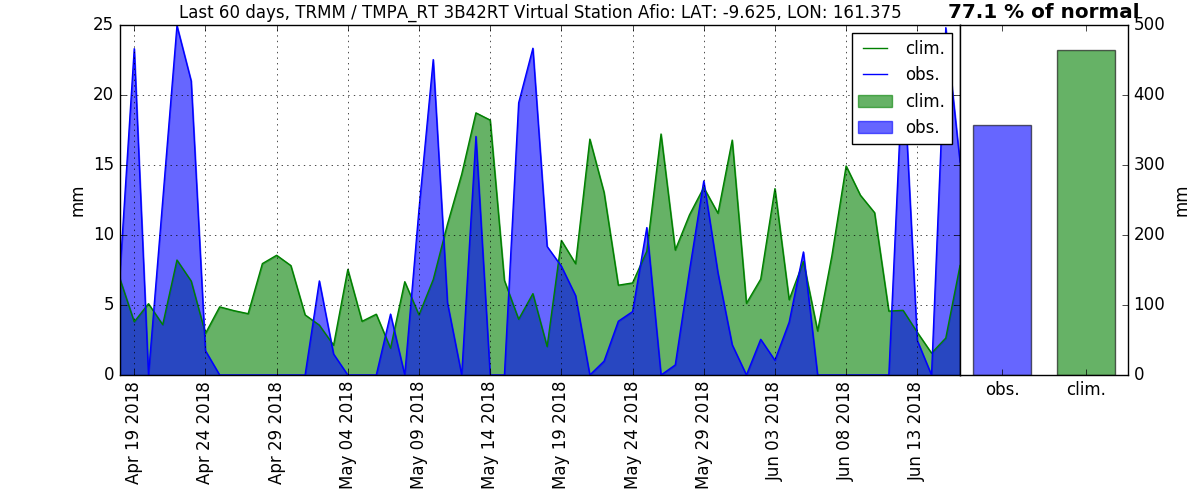 Last 60 days, TRMM / TMPA_RT 3B42RT Virtual Station Afio: LAT: -9.625, LON: 161.375
77.1 % of normal
25
20
15
10
5
0
mm
clim.
obs.
clim.
obs.
500
400
300
200
100
0
mm
Apr 19 2018
Apr 24 2018
Apr 29 2018
May 04 2018
May 09 2018
May 14 2018
May 19 2018
May 24 2018
May 29 2018
Jun 03 2018
Jun 08 2018
Jun 13 2018
obs.
clim.